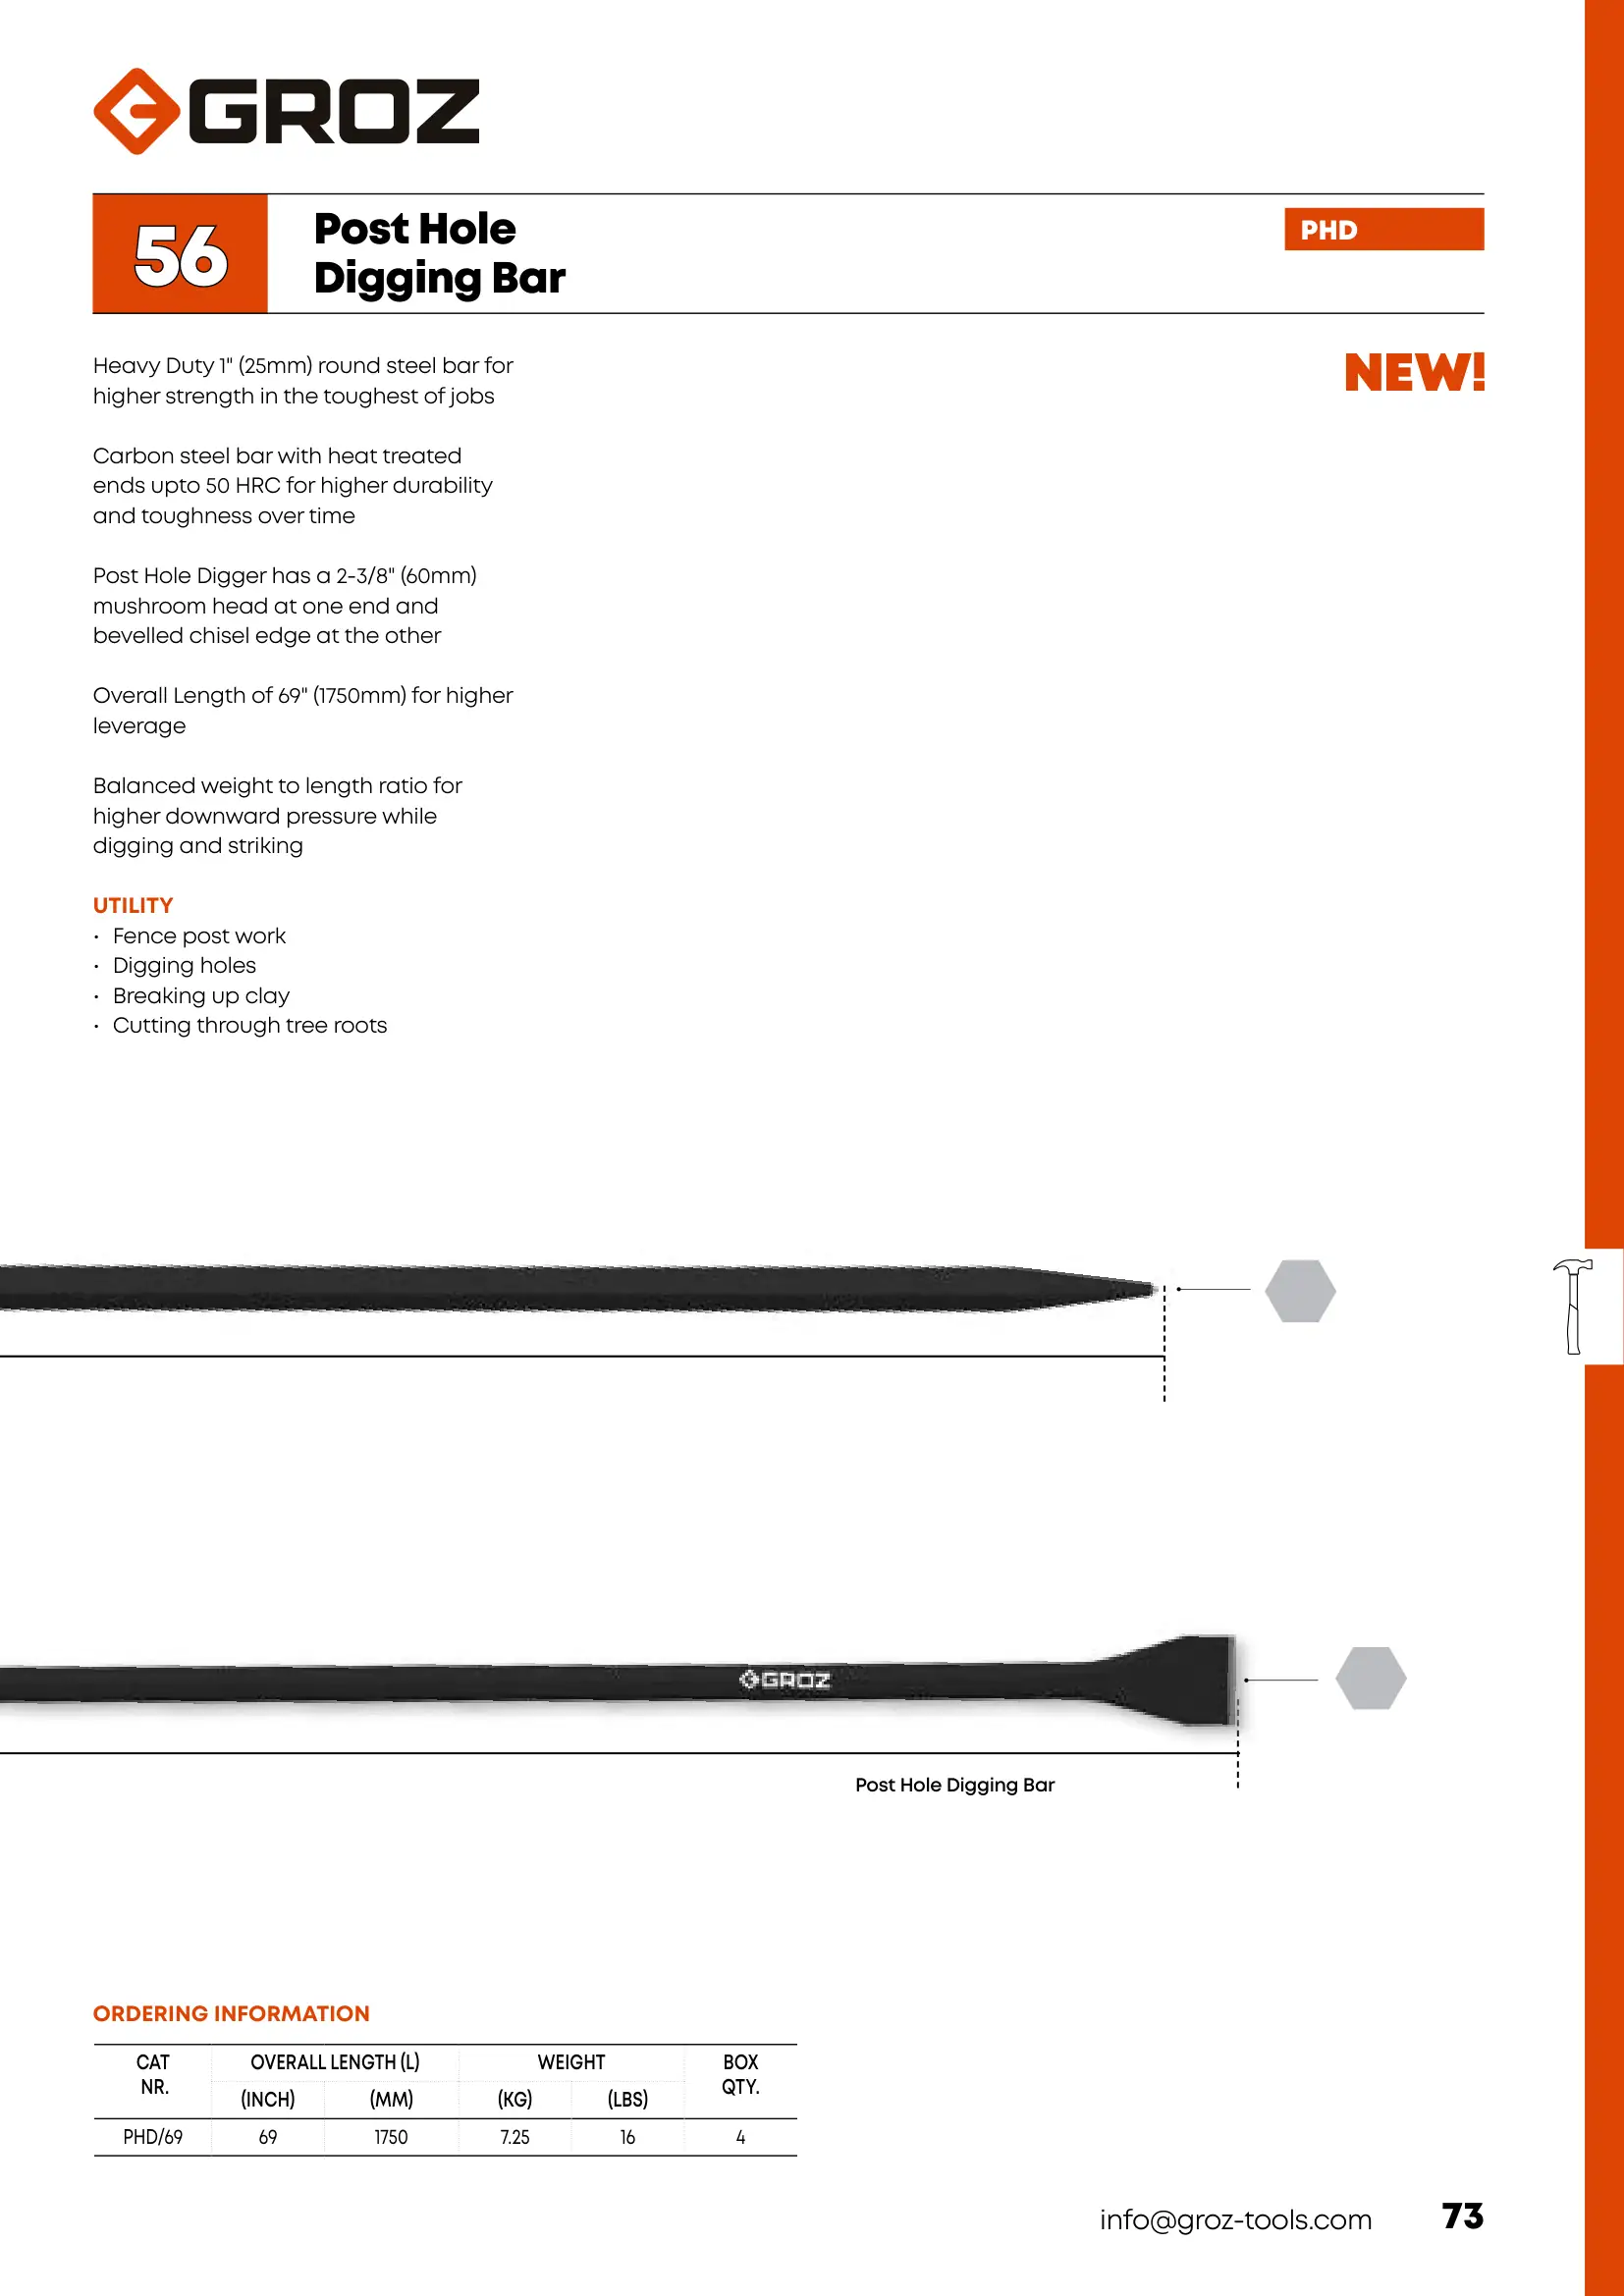 GROZ
56
Post Hole
Digging Bar
PHD
NEW!
Heavy Duty 1" (25mm) round steel bar for
higher strength in the toughest of jobs
Carbon steel bar with heat treated
ends upto 50 HRC for higher durability
and toughness over time
Post Hole Digger has a 2-3/8" (60mm)
mushroom head at one end and
bevelled chisel edge at the other
Overall Length of 69" (1750mm) for higher
leverage
Balanced weight to length ratio for
higher downward pressure while
digging and striking
UTILITY
• Fence post work
• Digging holes
• Breaking up clay
• Cutting through tree roots
GROZ
Post Hole Digging Bar
ORDERING INFORMATION
CAT NR. OVERALL LENGTH (L) WEIGHT BOX QTY.
(INCH) (MM) (KG) (LBS)
PHD/69 69 1750 7.25 16 4
info@groz-tools.com 73